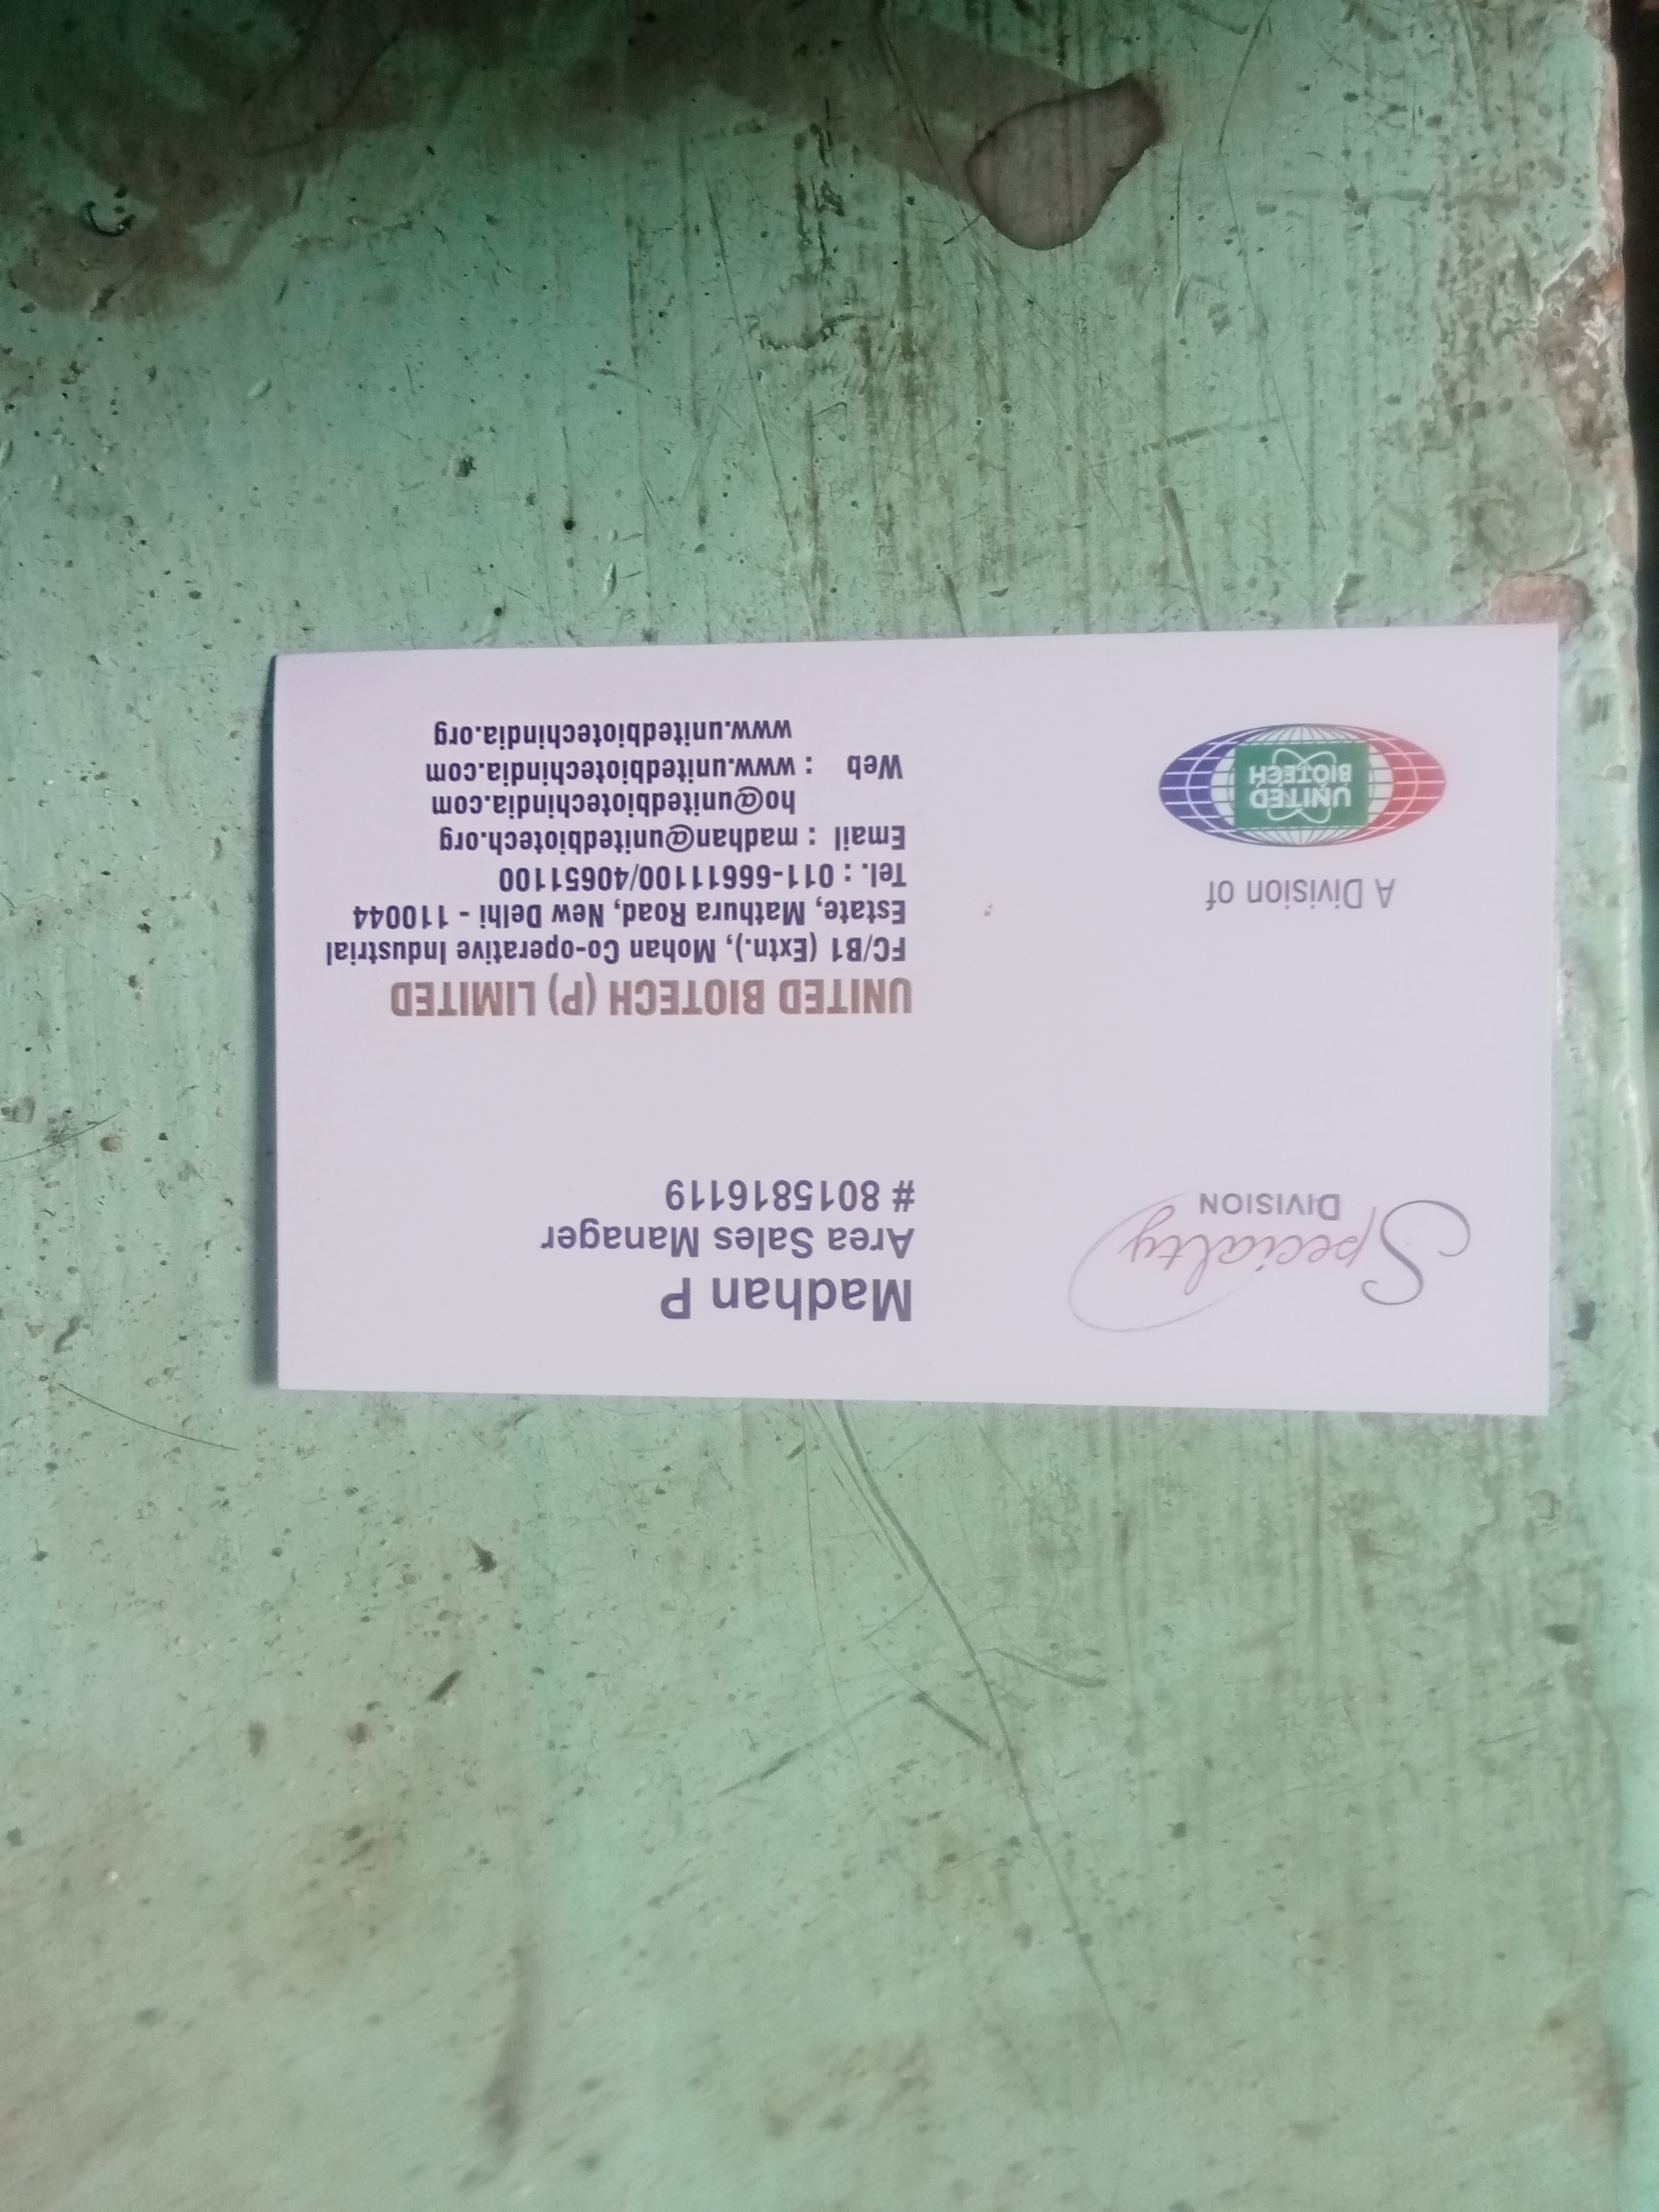 Specialty
DIVISION
A Division of
UNITED
BIOTECH
Madhan P
Area Sales Manager
# 8015816119
UNITED BIOTECH (P) LIMITED
FC/B1 (Extn.), Mohan Co-operative Industrial
Estate, Mathura Road, New Delhi - 110044
Tel. : 011-66611100/40651100
Email : madhan@unitedbiotech.org
ho@unitedbiotechindia.com
Web : www.unitedbiotechindia.com
www.unitedbiotechindia.org